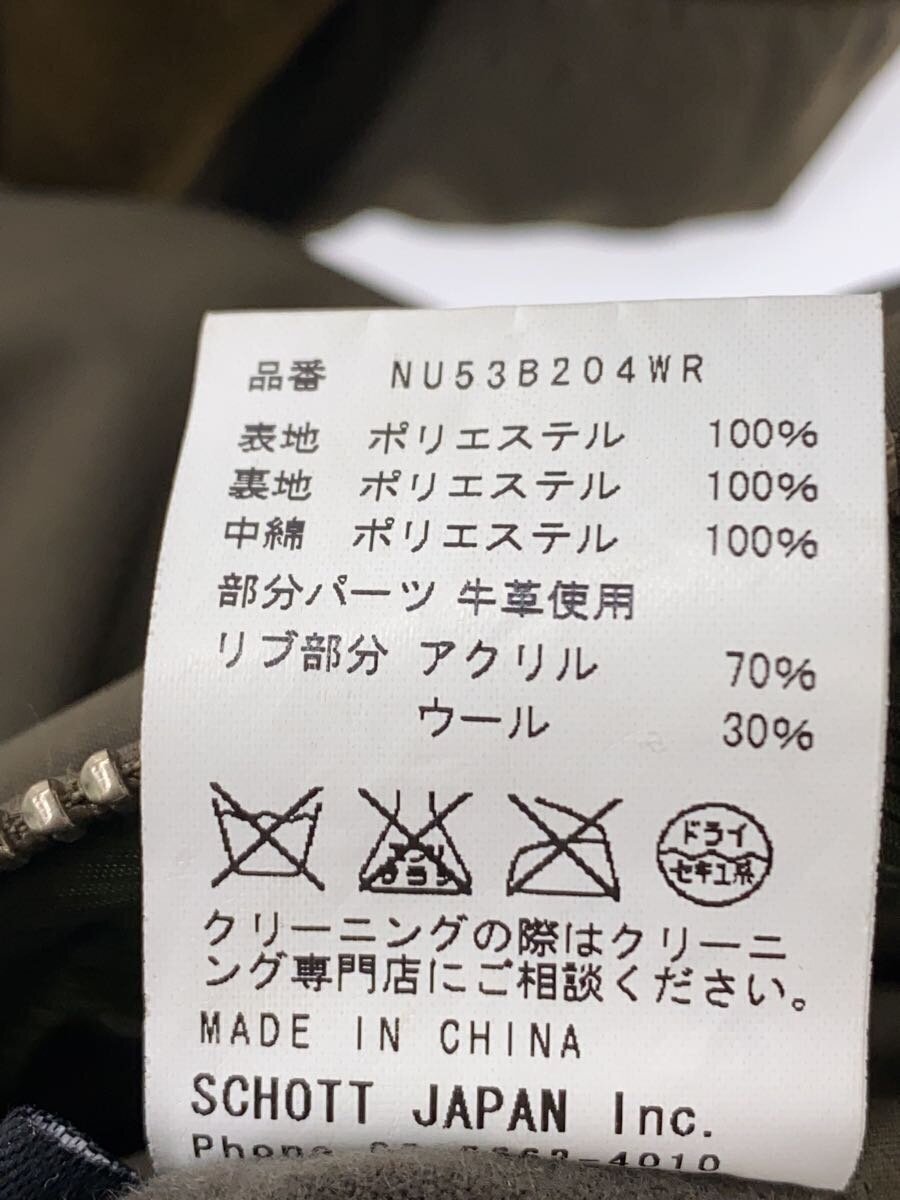 品番 NU53B204WR
表地 ポリエステル 100%
裏地 ポリエステル 100%
中綿 ポリエステル 100%
部分パーツ 牛革使用
リブ部分 アクリル 70%
ウール 30%
ドライ
セキユ系
クリーニングの際はクリーニ
ング専門店にご相談ください。
MADE IN CHINA
SCHOTT JAPAN Inc.
Phone